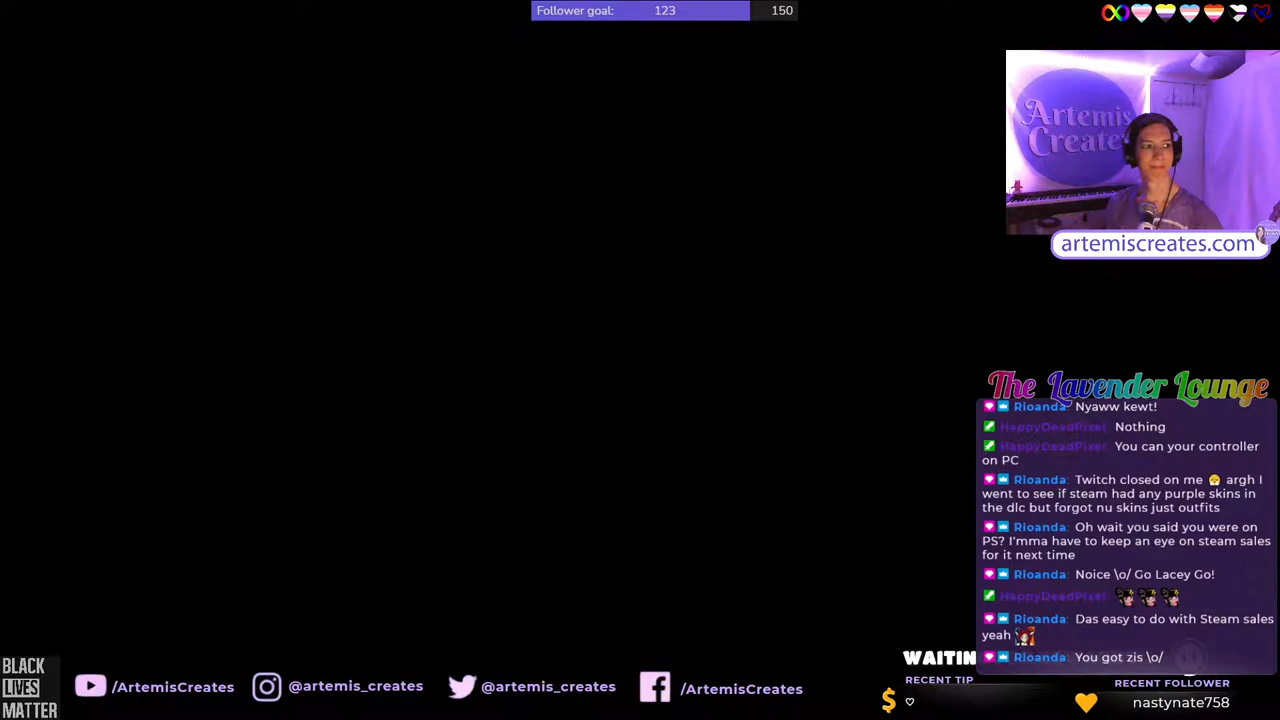 Follower goal: 123 150
Artemis
Creates
artemiscreates.com
The Lavender Lounge
Rioanda: Nyaww kewt!
HappyDeadPixel: Nothing
HappyDeadPixel: You can your controller
on PC
Rioanda: Twitch closed on me 😤 argh I
went to see if steam had any purple skins in
the dlc but forgot nu skins just outfits
Rioanda: Oh wait you said you were on
PS? I'mma have to keep an eye on steam sales
for it next time
Rioanda: Noice \o/ Go Lacey Go!
HappyDeadPixel:
Rioanda: Das easy to do with Steam sales
yeah
Rioanda: You got zis \o/
BLACK
LIVES
MATTER
/ArtemisCreates
@artemis_creates
@artemis_creates
/ArtemisCreates
WAITIN
RECENT TIP
$
RECENT FOLLOWER
nastynate758